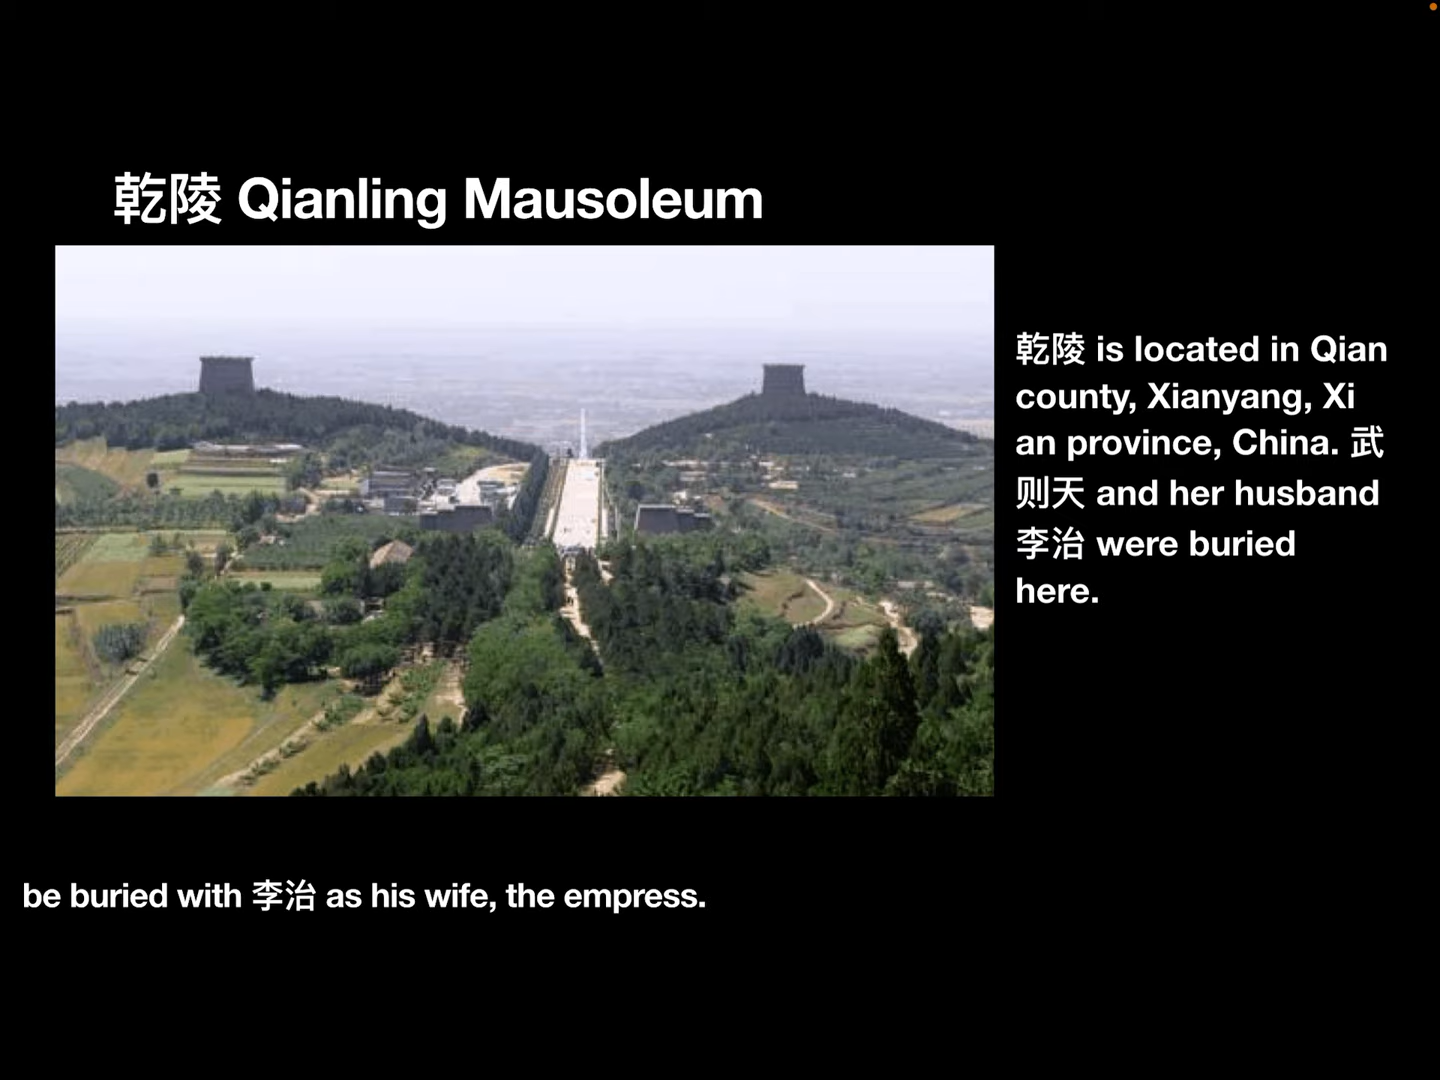 乾陵 Qianling Mausoleum
乾陵 is located in Qian
county, Xianyang, Xi
an province, China. 武
则天 and her husband
李治 were buried
here.
be buried with 李治 as his wife, the empress.